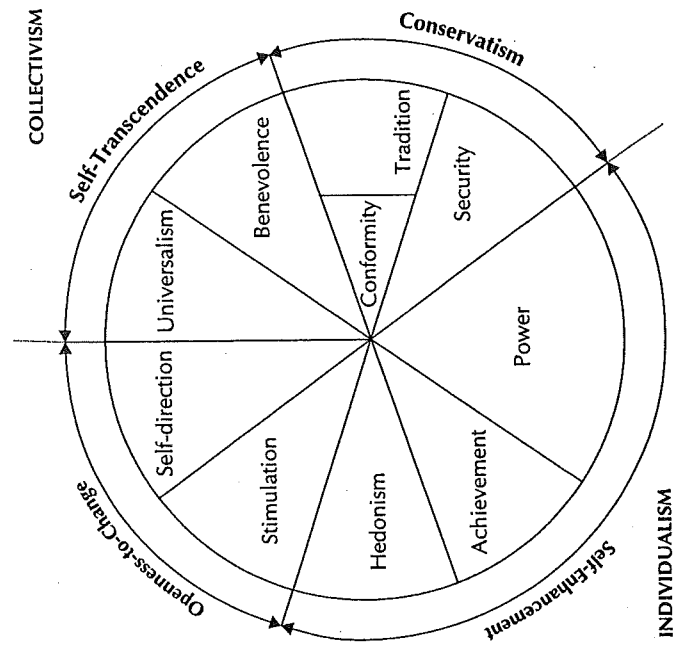 COLLECTIVISM
Conservatism
Self-Transcendence
Tradition
Benevolence
Security
Universalism
Conformity
Self-direction
Power
Stimulation
Hedonism
Achievement
Openness-to-Change
Self-Enhancement
INDIVIDUALISM